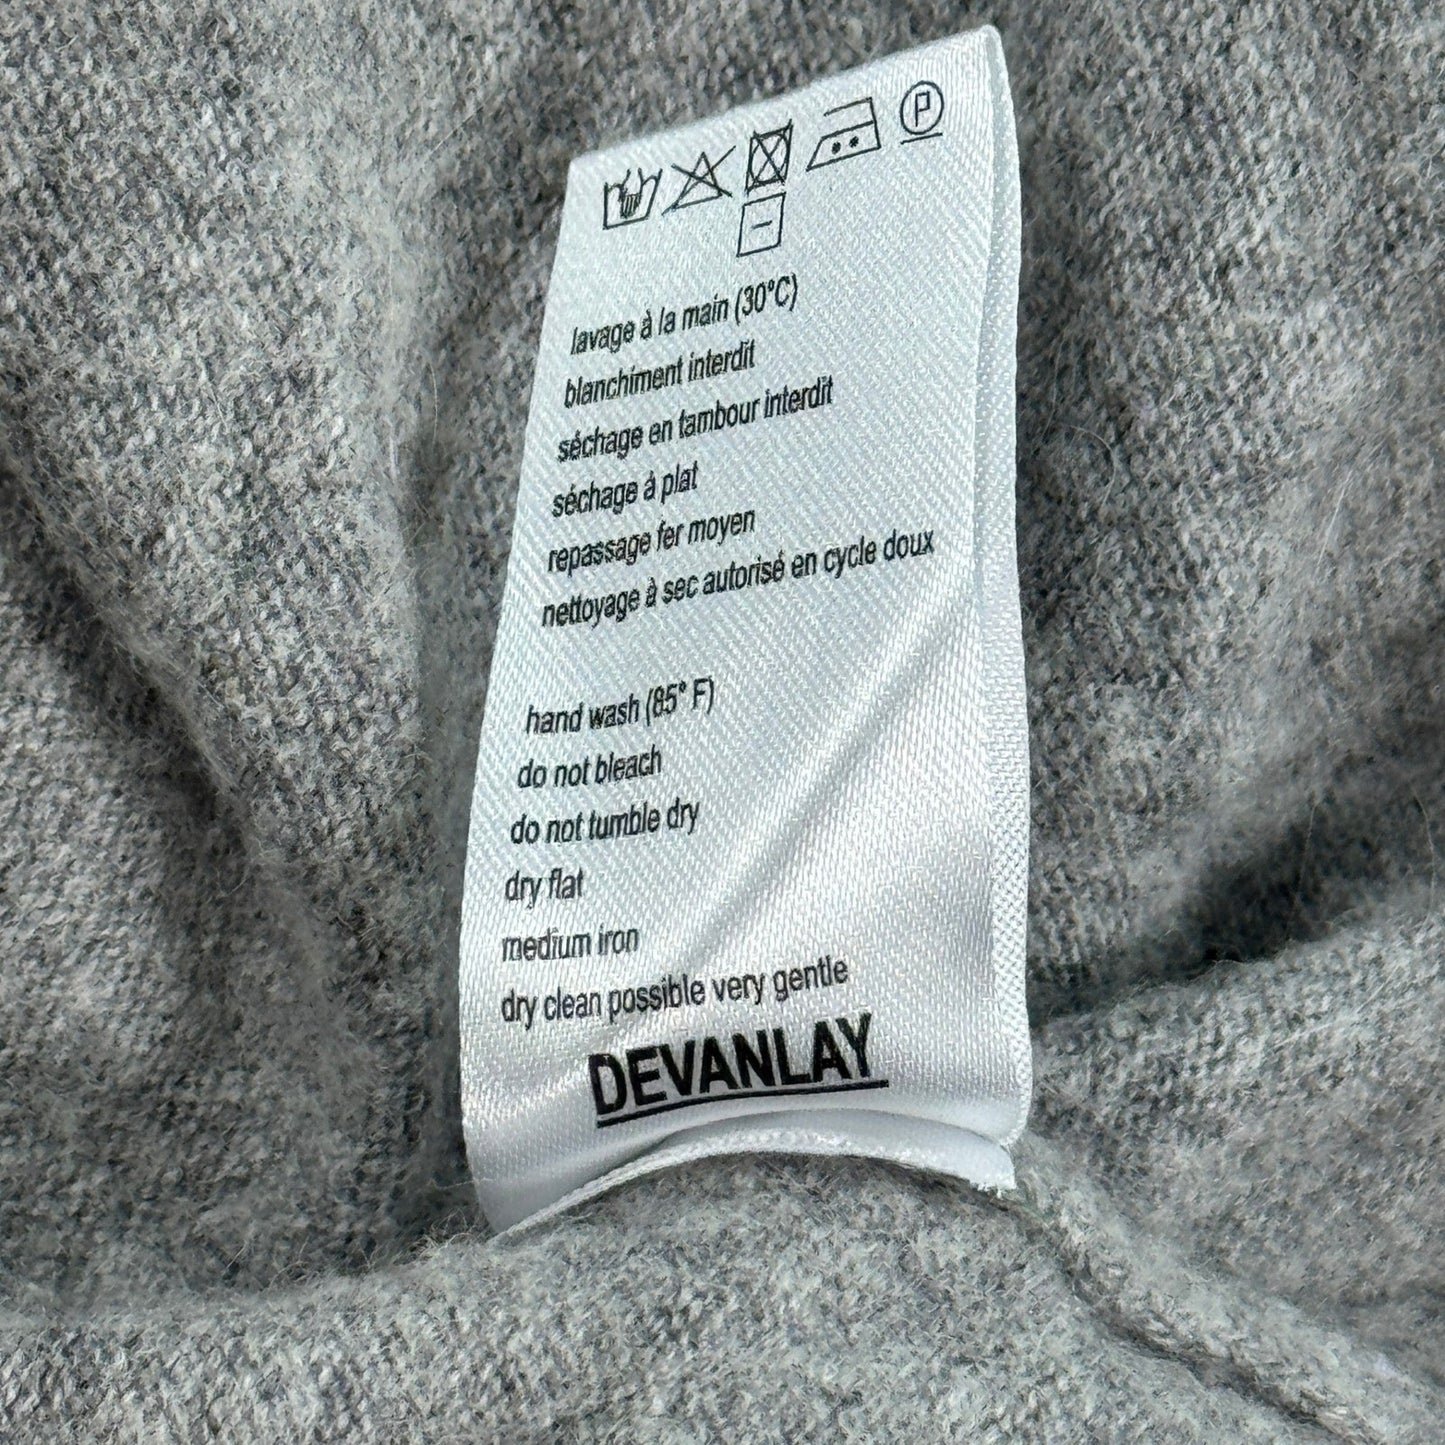 P
lavage à la main (30°C)
blanchiment interdit
séchage en tambour interdit
séchage à plat
repassage fer moyen
nettoyage à sec autorisé en cycle doux
hand wash (85° F)
do not bleach
do not tumble dry
dry flat
medium iron
dry clean possible very gentle
DEVANLAY